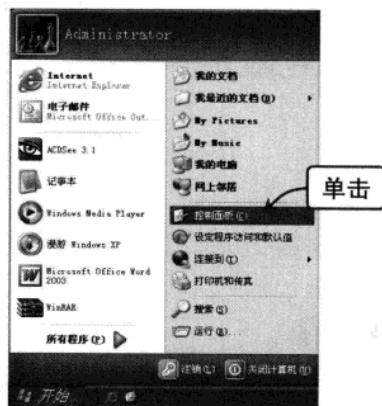 Administrator
Internet
Internet Explorer
电子邮件
Microsoft Office Out...
ACDSee 3.1
记事本
Windows Media Player
漫游 Windows XP
Microsoft Office Word
2003
WinRAR
所有程序(P)
我的文档
我最近的文档(D)
My Pictures
My Music
我的电脑
网上邻居
控制面板(C)
设定程序访问和默认值
连接到(T)
打印机和传真
搜索(S)
运行(R)...
单击
注销(L)
关闭计算机(U)
开始